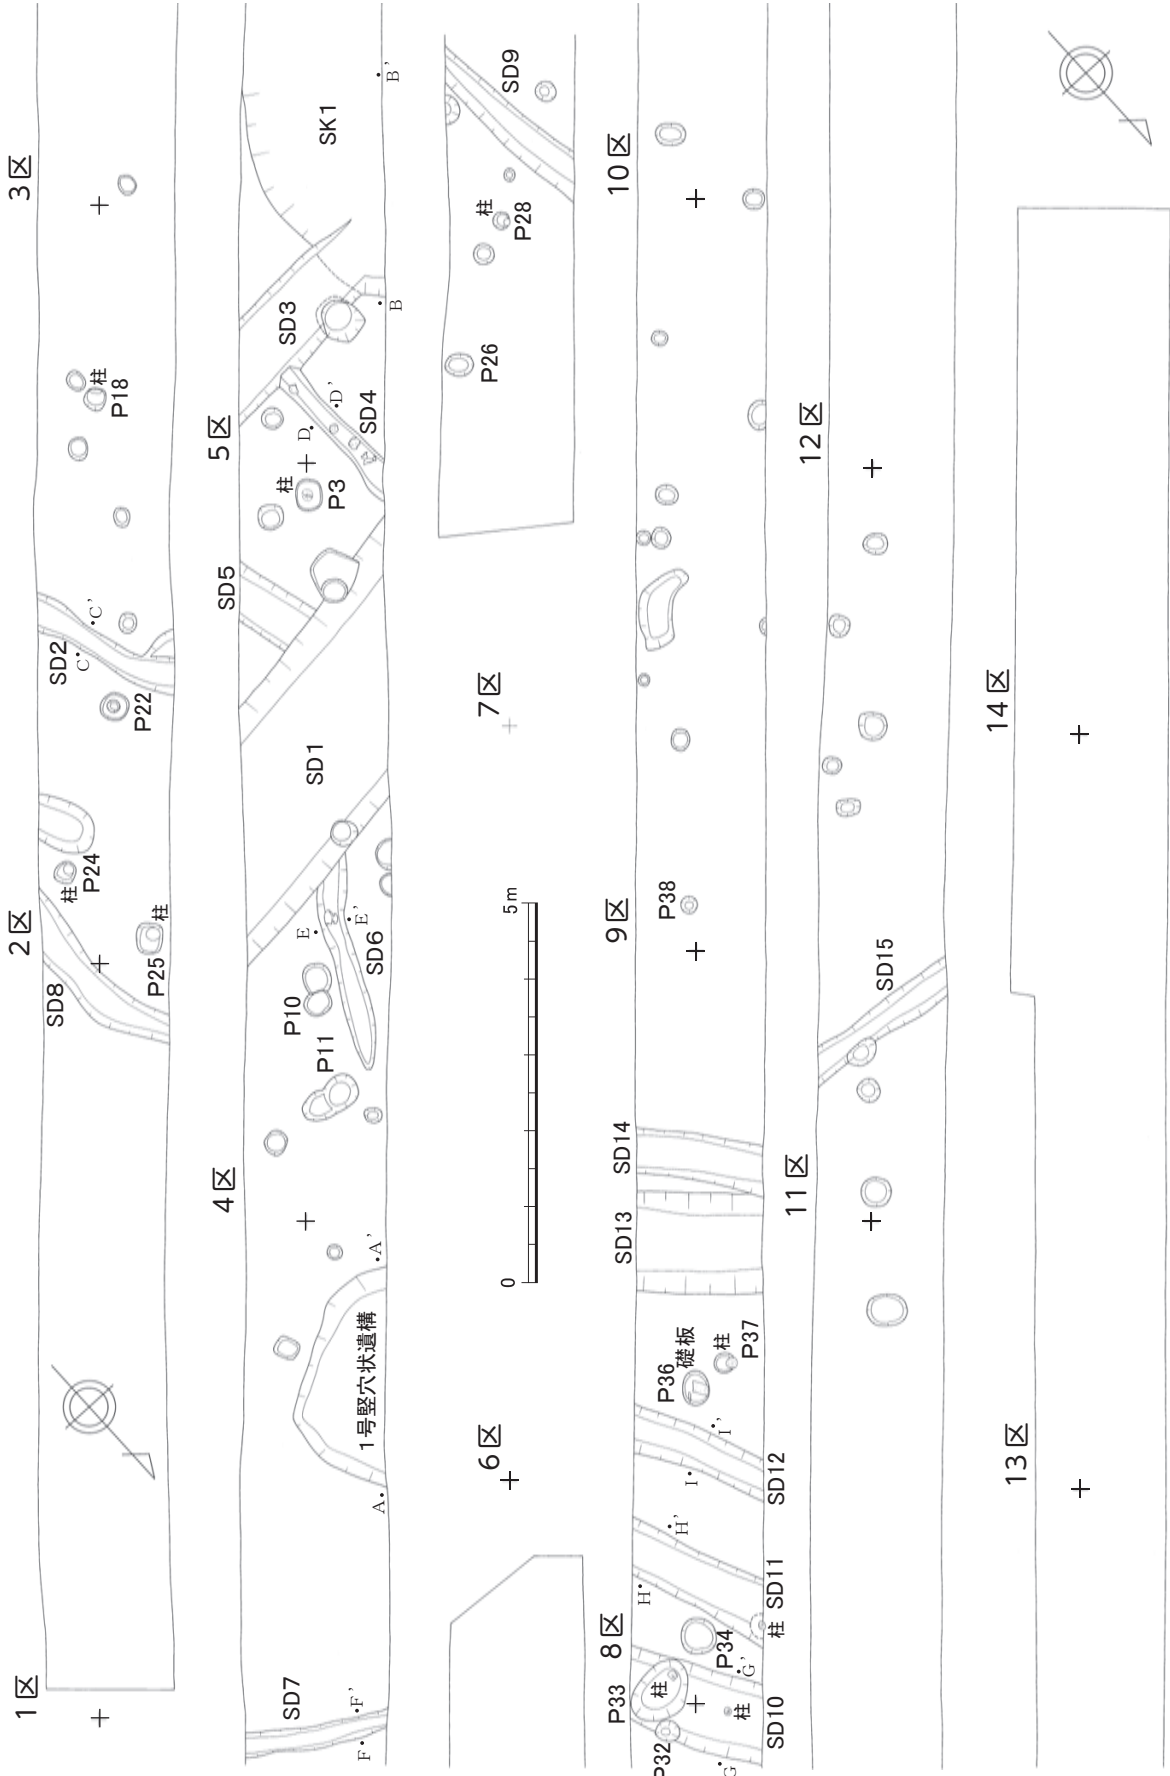 3区
P18
柱
SD2
C
C'
P22
2区
P24
柱
P25
柱
SD8
1区
SK1
B'
B
SD3
5区
D
D'
SD4
柱
P3
SD5
SD1
E
E'
SD6
P10
P11
4区
A'
1号竪穴状遺構
A
SD7
F'
F
SD9
柱
P28
P26
7区
5m
0
6区
10区
9区
P38
SD14
SD13
P36
礎板
柱
P37
I'
I
SD12
H'
H
SD11
柱
8区
P34
G'
P33
柱
柱
SD10
P32
G
12区
SD15
11区
14区
13区